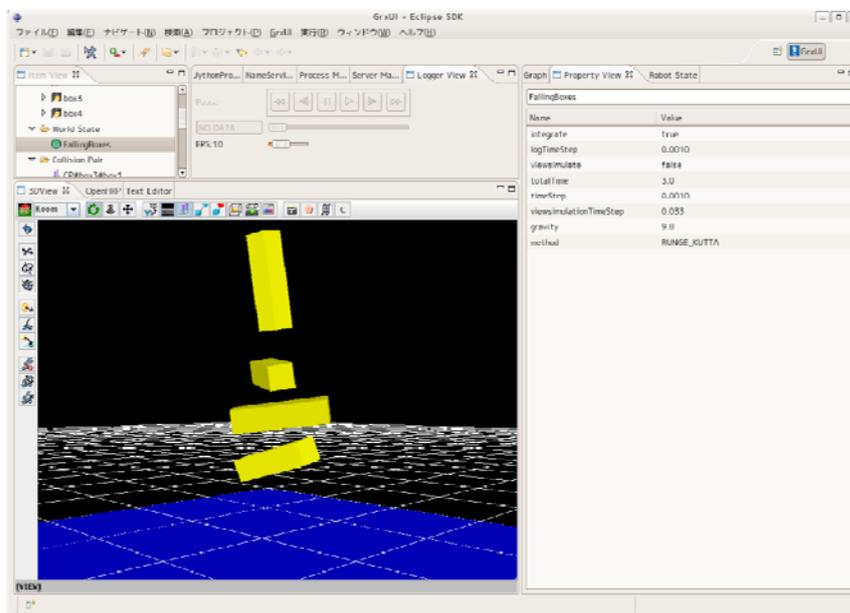 GrxUI - Eclipse SDK
ファイル(F) 編集(E) ナビゲート(N) 検索(A) プロジェクト(P) GrxUI 実行(R) ウィンドウ(W) ヘルプ(H)
GrxUI
Item View
box3
box4
World State
FallingBoxes
Collision Pair
JythonPro... NameServi... Process M... Server Ma... Logger View
Pause
NO DATA
FPS:10
3DView OpenHRP Text Editor
Room
[VIEW]
Graph Property View Robot State
FallingBoxes
Name Value
integrate true
logTimeStep 0.0010
viewsimulate false
totalTime 3.0
timeStep 0.0010
viewsimulationTimeStep 0.033
gravity 9.8
method RUNGE_KUTTA